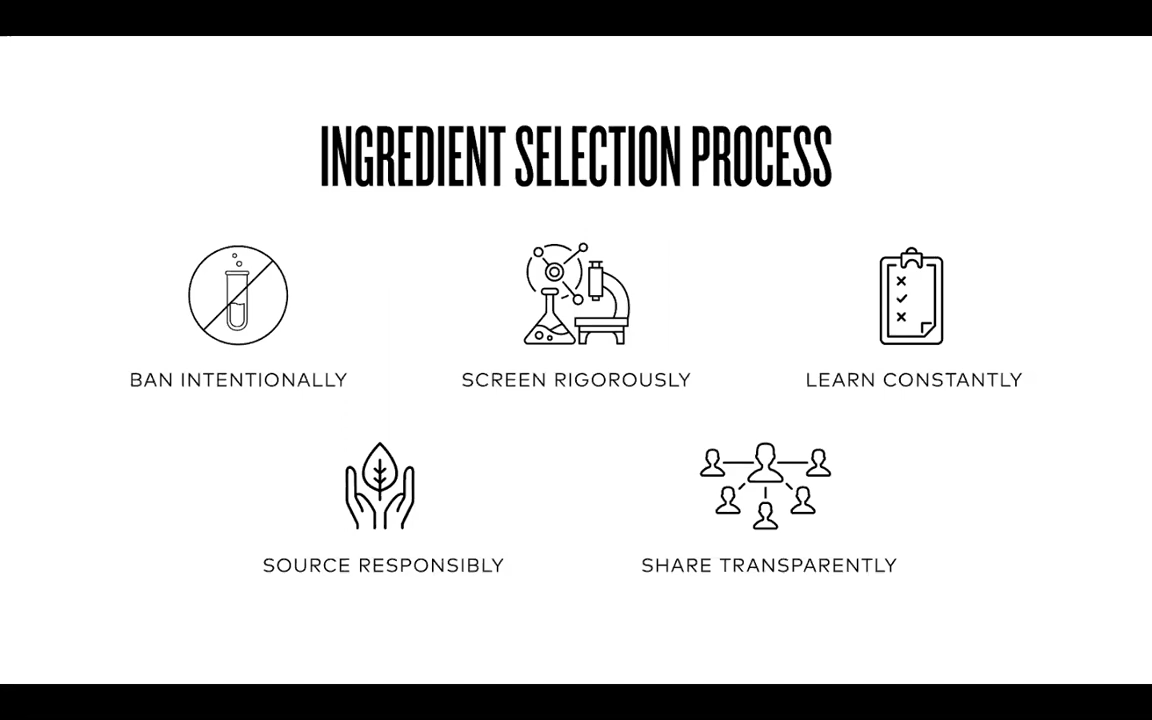 INGREDIENT SELECTION PROCESS
BAN INTENTIONALLY
SCREEN RIGOROUSLY
LEARN CONSTANTLY
SOURCE RESPONSIBLY
SHARE TRANSPARENTLY